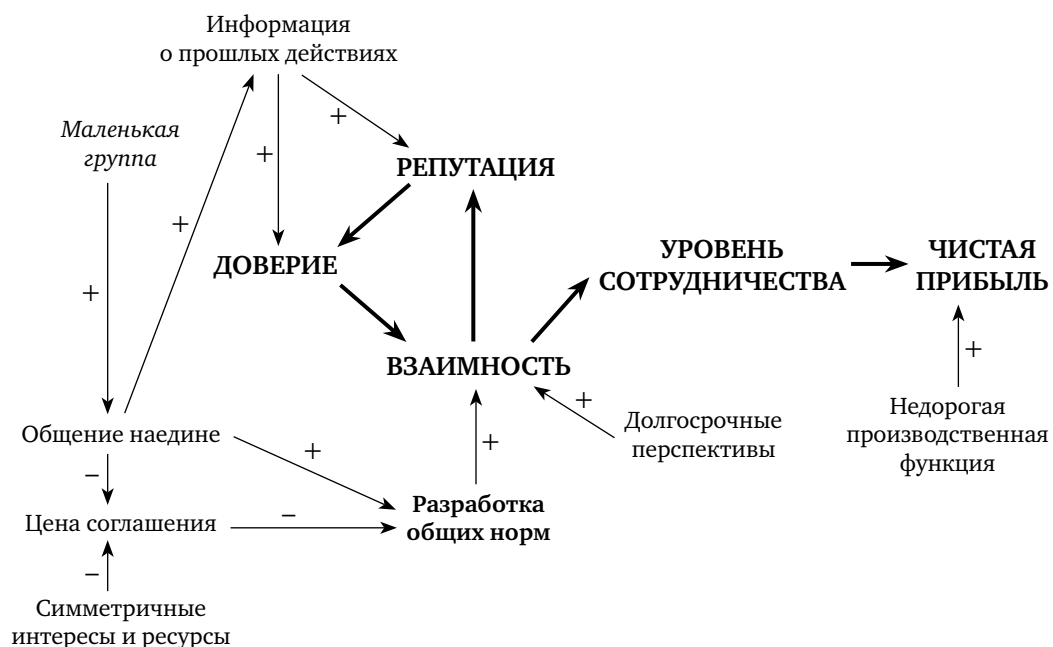 Информация
о прошлых действиях
+
Маленькая
группа
+
РЕПУТАЦИЯ
+
УРОВЕНЬ
СОТРУДНИЧЕСТВА
ЧИСТАЯ
ПРИБЫЛЬ
ДОВЕРИЕ
+
+
+
ВЗАИМНОСТЬ
+
Долгосрочные
перспективы
Недорогая
производственная
функция
Общение наедине
+
+
–
Цена соглашения
–
Разработка
общих норм
–
Симметричные
интересы и ресурсы